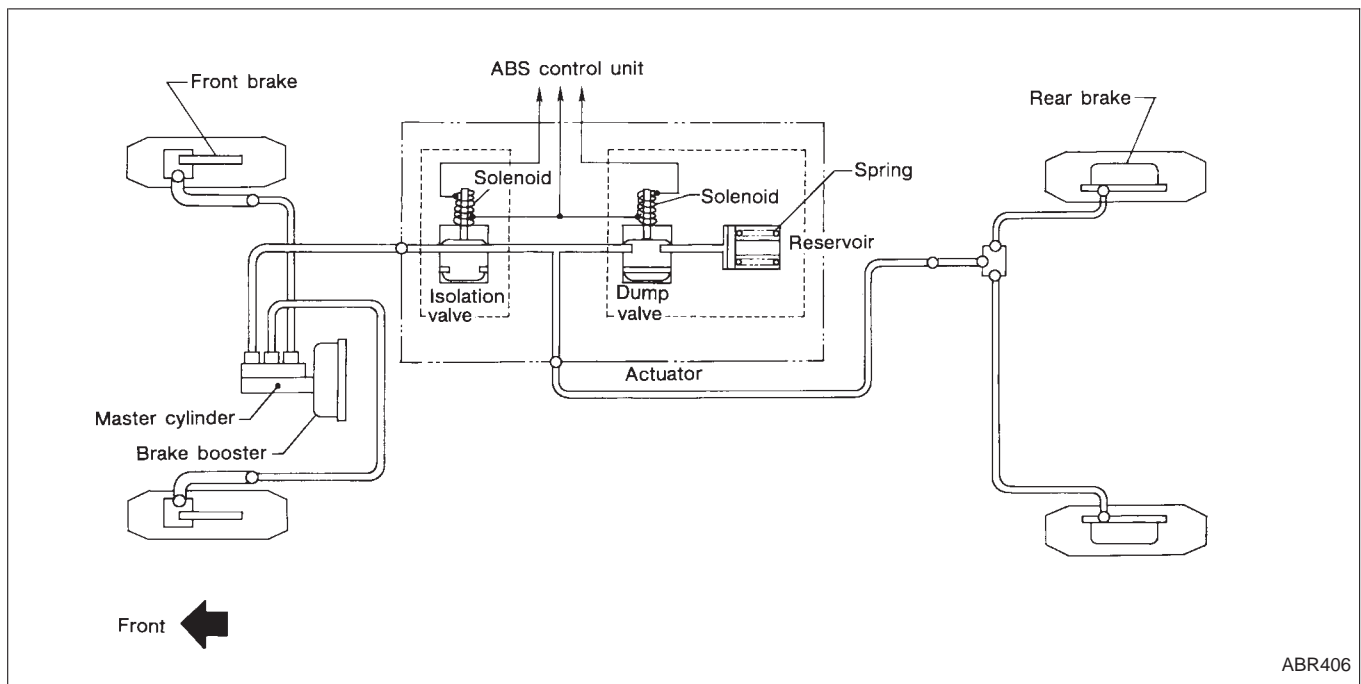 ABS control unit
Front brake
Rear brake
Solenoid
Spring
Solenoid
Reservoir
Isolation
valve
Dump
valve
Actuator
Master cylinder
Brake booster
Front
ABR406